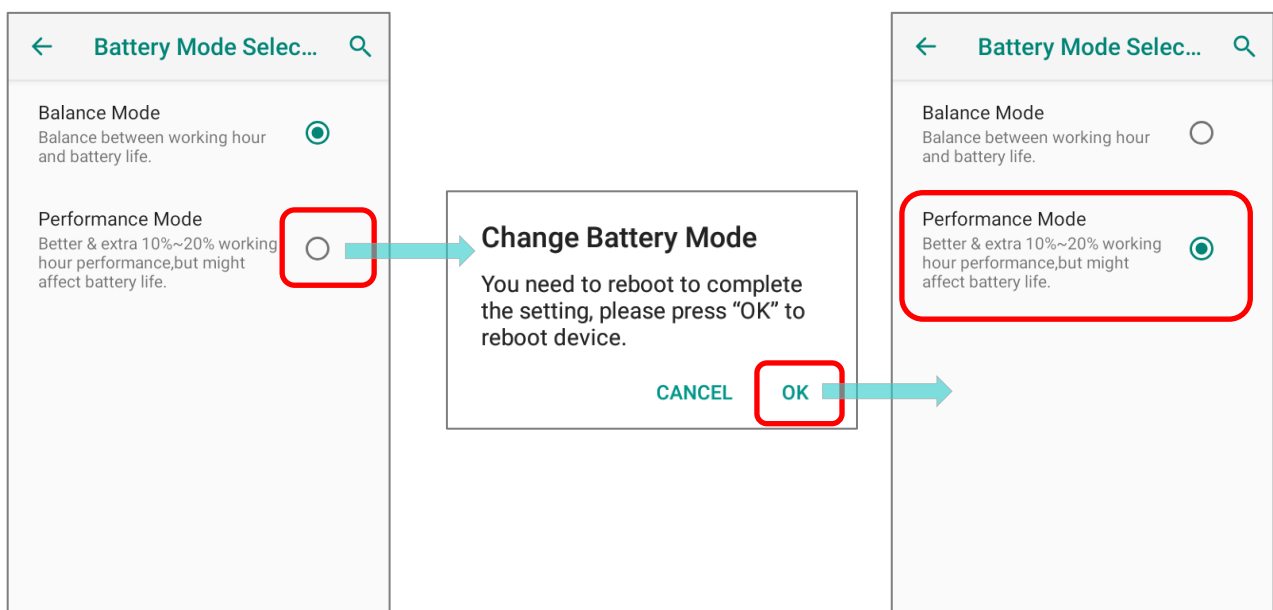 Battery Mode Selec...
Balance Mode
Balance between working hour
and battery life.
Performance Mode
Better & extra 10%~20% working
hour performance,but might
affect battery life.
Change Battery Mode
You need to reboot to complete
the setting, please press “OK” to
reboot device.
CANCEL OK
Battery Mode Selec...
Balance Mode
Balance between working hour
and battery life.
Performance Mode
Better & extra 10%~20% working
hour performance,but might
affect battery life.